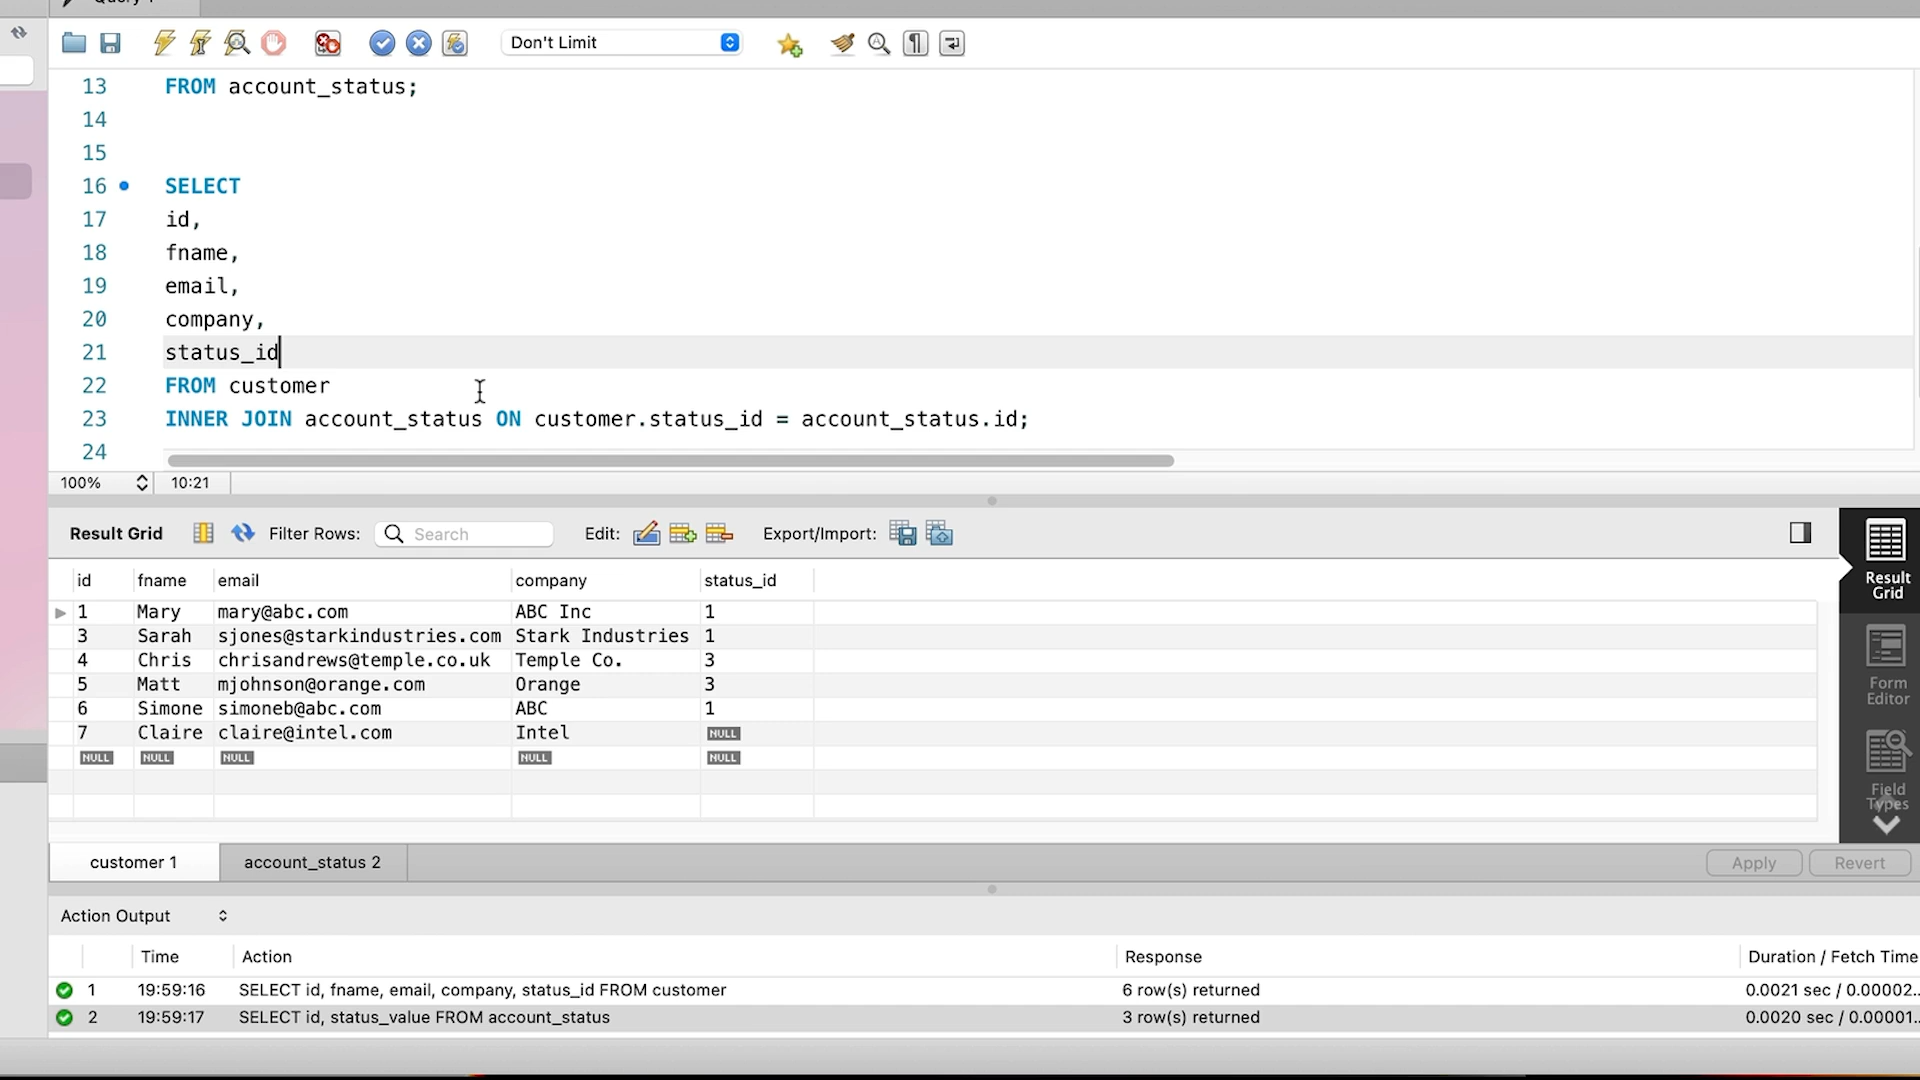 Don't Limit
13 FROM account_status;
14
15
16 SELECT
17 id,
18 fname,
19 email,
20 company,
21 status_id
22 FROM customer
23 INNER JOIN account_status ON customer.status_id = account_status.id;
24
100% 10:21
Result Grid Filter Rows: Search Edit: Export/Import:
id fname email company status_id
1 Mary mary@abc.com ABC Inc 1
3 Sarah sjones@starkindustries.com Stark Industries 1
4 Chris chrisandrews@temple.co.uk Temple Co. 3
5 Matt mjohnson@orange.com Orange 3
6 Simone simoneb@abc.com ABC 1
7 Claire claire@intel.com Intel NULL
NULL NULL NULL NULL NULL
Result
Grid
Form
Editor
Field
Types
customer 1 account_status 2 Apply Revert
Action Output
Time Action Response Duration / Fetch Time
1 19:59:16 SELECT id, fname, email, company, status_id FROM customer 6 row(s) returned 0.0021 sec / 0.00002...
2 19:59:17 SELECT id, status_value FROM account_status 3 row(s) returned 0.0020 sec / 0.00001...